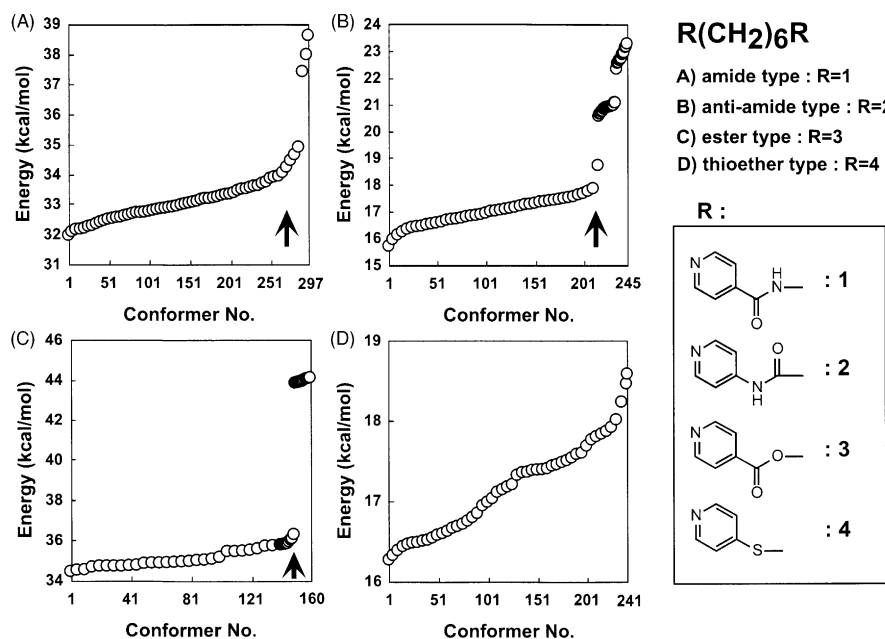 (A)
39
38
37
36
35
34
33
32
31
Energy (kcal/mol)
1 51 101 151 201 251 297
Conformer No.
(B)
24
23
22
21
20
19
18
17
16
15
Energy (kcal/mol)
1 51 101 151 201 245
Conformer No.
R(CH2)6R
A) amide type : R=1
B) anti-amide type : R=2
C) ester type : R=3
D) thioether type : R=4
R :
N
H
N
O
: 1
N
O
N
H
: 2
N
O
O
: 3
N
S
: 4
(C)
46
44
42
40
38
36
34
Energy (kcal/mol)
1 41 81 121 160
Conformer No.
(D)
19
18
17
16
Energy (kcal/mol)
1 51 101 151 201 241
Conformer No.